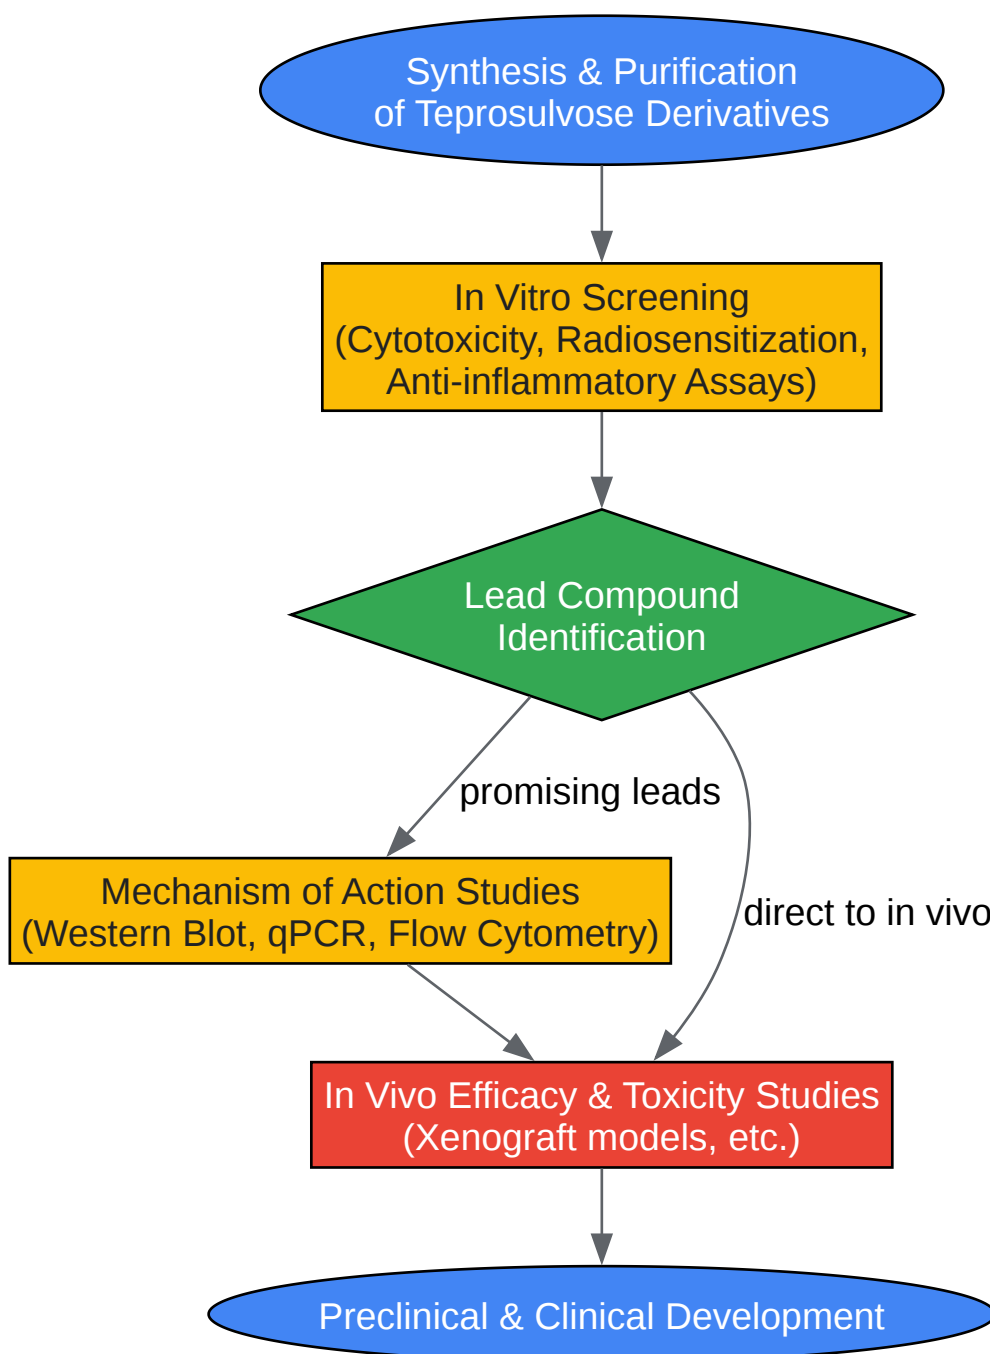 Synthesis & Purification
of Teprosulvose Derivatives
In Vitro Screening
(Cytotoxicity, Radiosensitization,
Anti-inflammatory Assays)
Lead Compound
Identification
promising leads
Mechanism of Action Studies
(Western Blot, qPCR, Flow Cytometry)
direct to in vivo
In Vivo Efficacy & Toxicity Studies
(Xenograft models, etc.)
Preclinical & Clinical Development